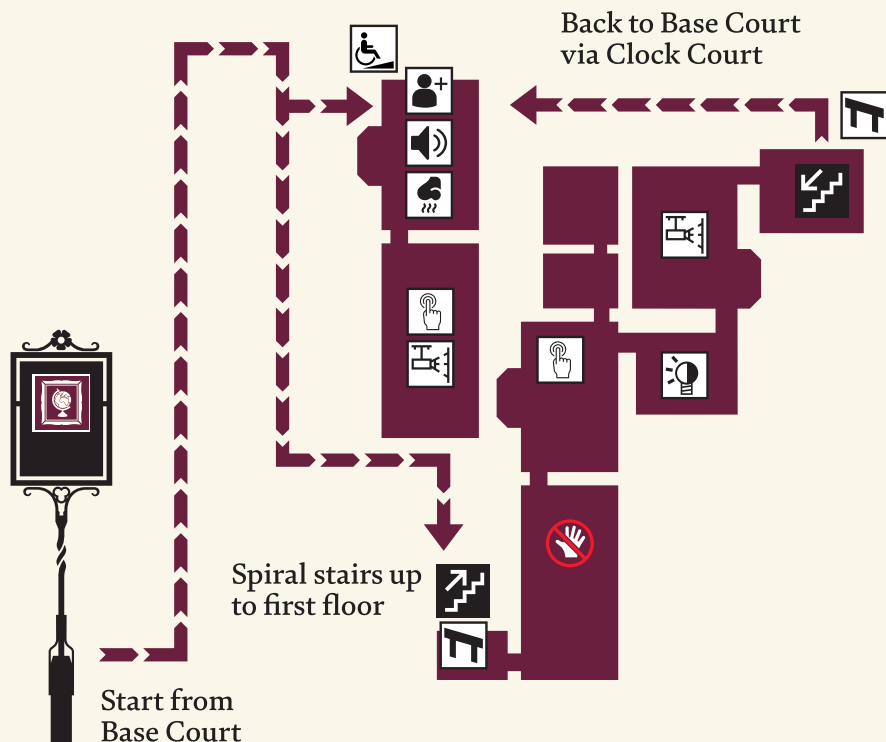 Back to Base Court
via Clock Court
Spiral stairs up
to first floor
Start from
Base Court